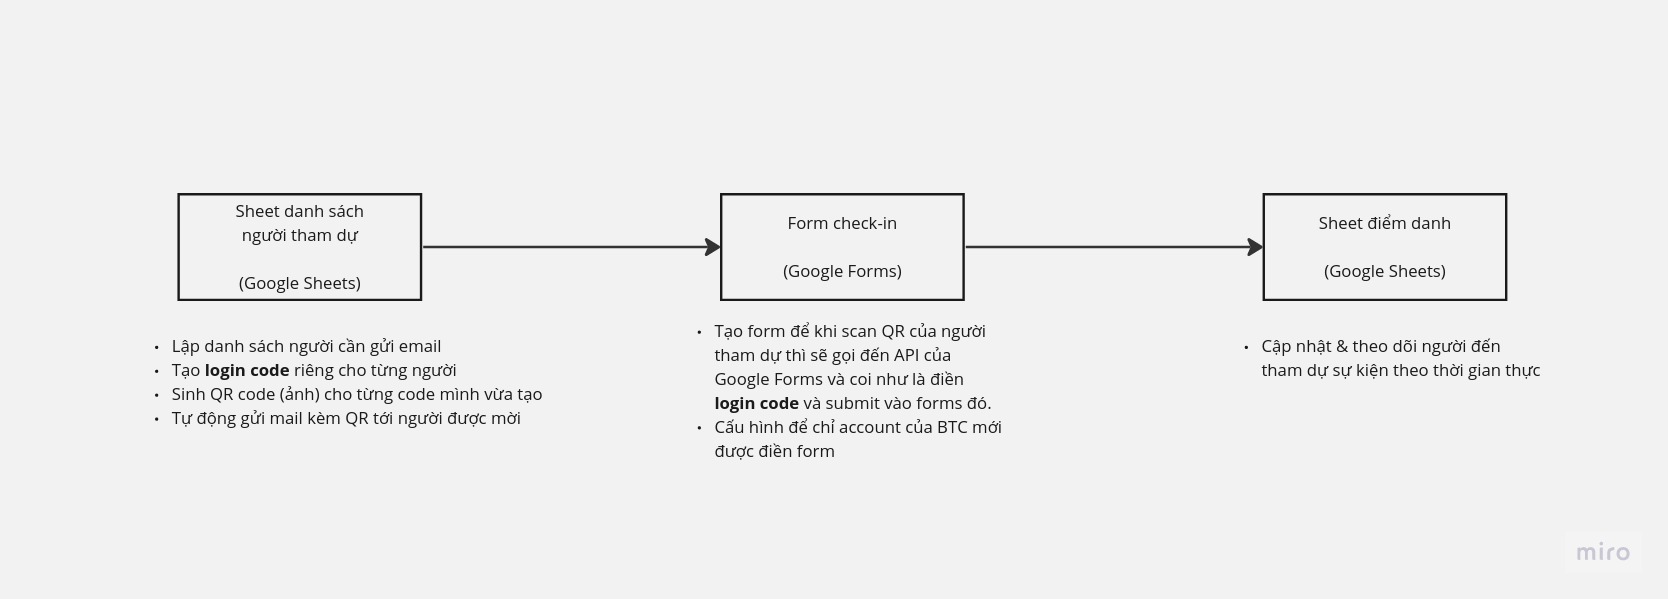 Sheet danh sách
người tham dự
(Google Sheets)
• Lập danh sách người cần gửi email
• Tạo login code riêng cho từng người
• Sinh QR code (ảnh) cho từng code mình vừa tạo
• Tự động gửi mail kèm QR tới người được mời
Form check-in
(Google Forms)
• Tạo form để khi scan QR của người
tham dự thì sẽ gọi đến API của
Google Forms và coi như là điền
login code và submit vào forms đó.
• Cấu hình để chỉ account của BTC mới
được điền form
Sheet điểm danh
(Google Sheets)
• Cập nhật & theo dõi người đến
tham dự sự kiện theo thời gian thực
miro